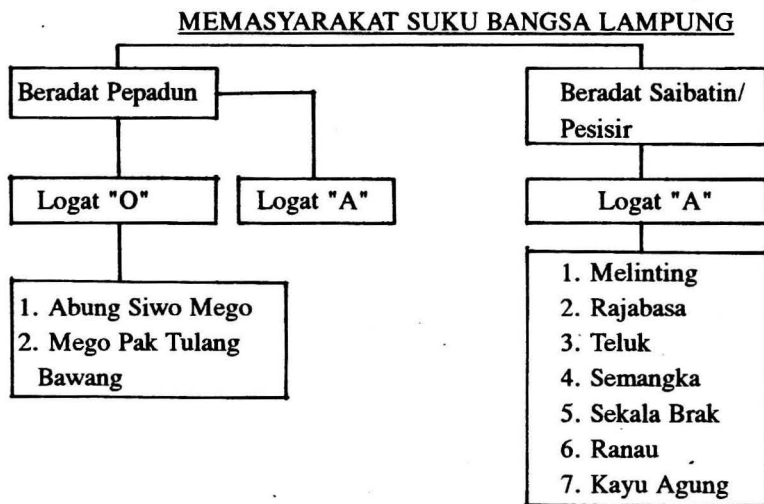 MEMASYARAKAT SUKU BANGSA LAMPUNG
Beradat Pepadun
Beradat Saibatin/
Pesisir
Logat "O"
Logat "A"
Logat "A"
1. Abung Siwo Mego
2. Mego Pak Tulang
Bawang
1. Melinting
2. Rajabasa
3. Teluk
4. Semangka
5. Sekala Brak
6. Ranau
7. Kayu Agung